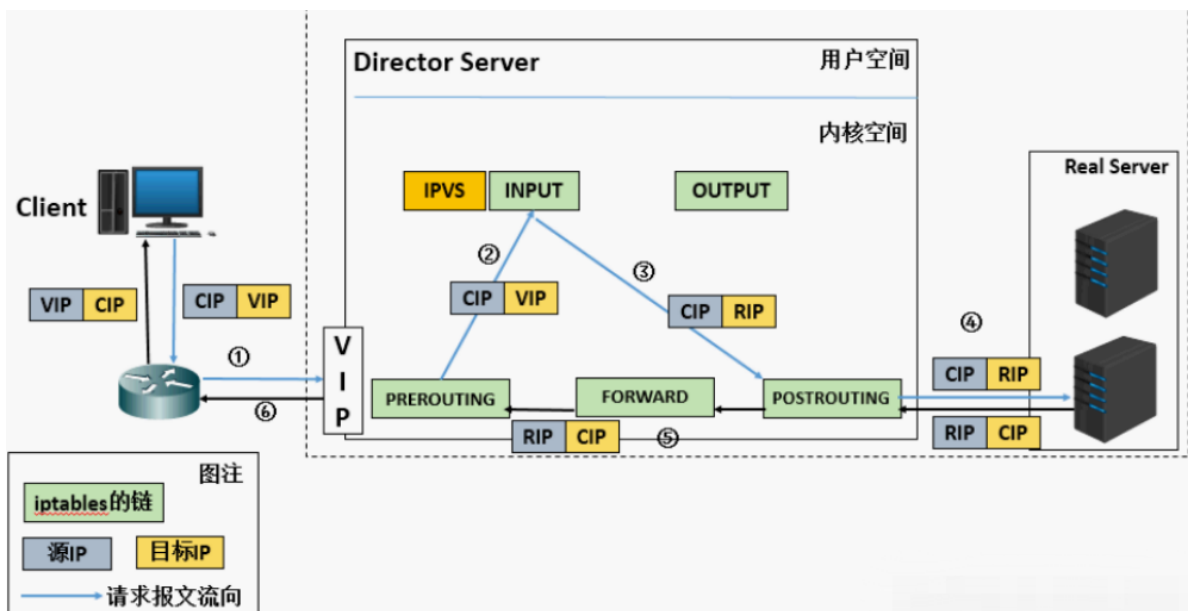 Director Server
用户空间
内核空间
Real Server
IPVS
INPUT
OUTPUT
Client
②
③
CIP VIP
CIP RIP
④
VIP CIP
CIP VIP
①
V
I
P
CIP RIP
PREROUTING
FORWARD
POSTROUTING
⑥
RIP CIP
⑤
RIP CIP
图注
iptables的链
源IP
目标IP
请求报文流向